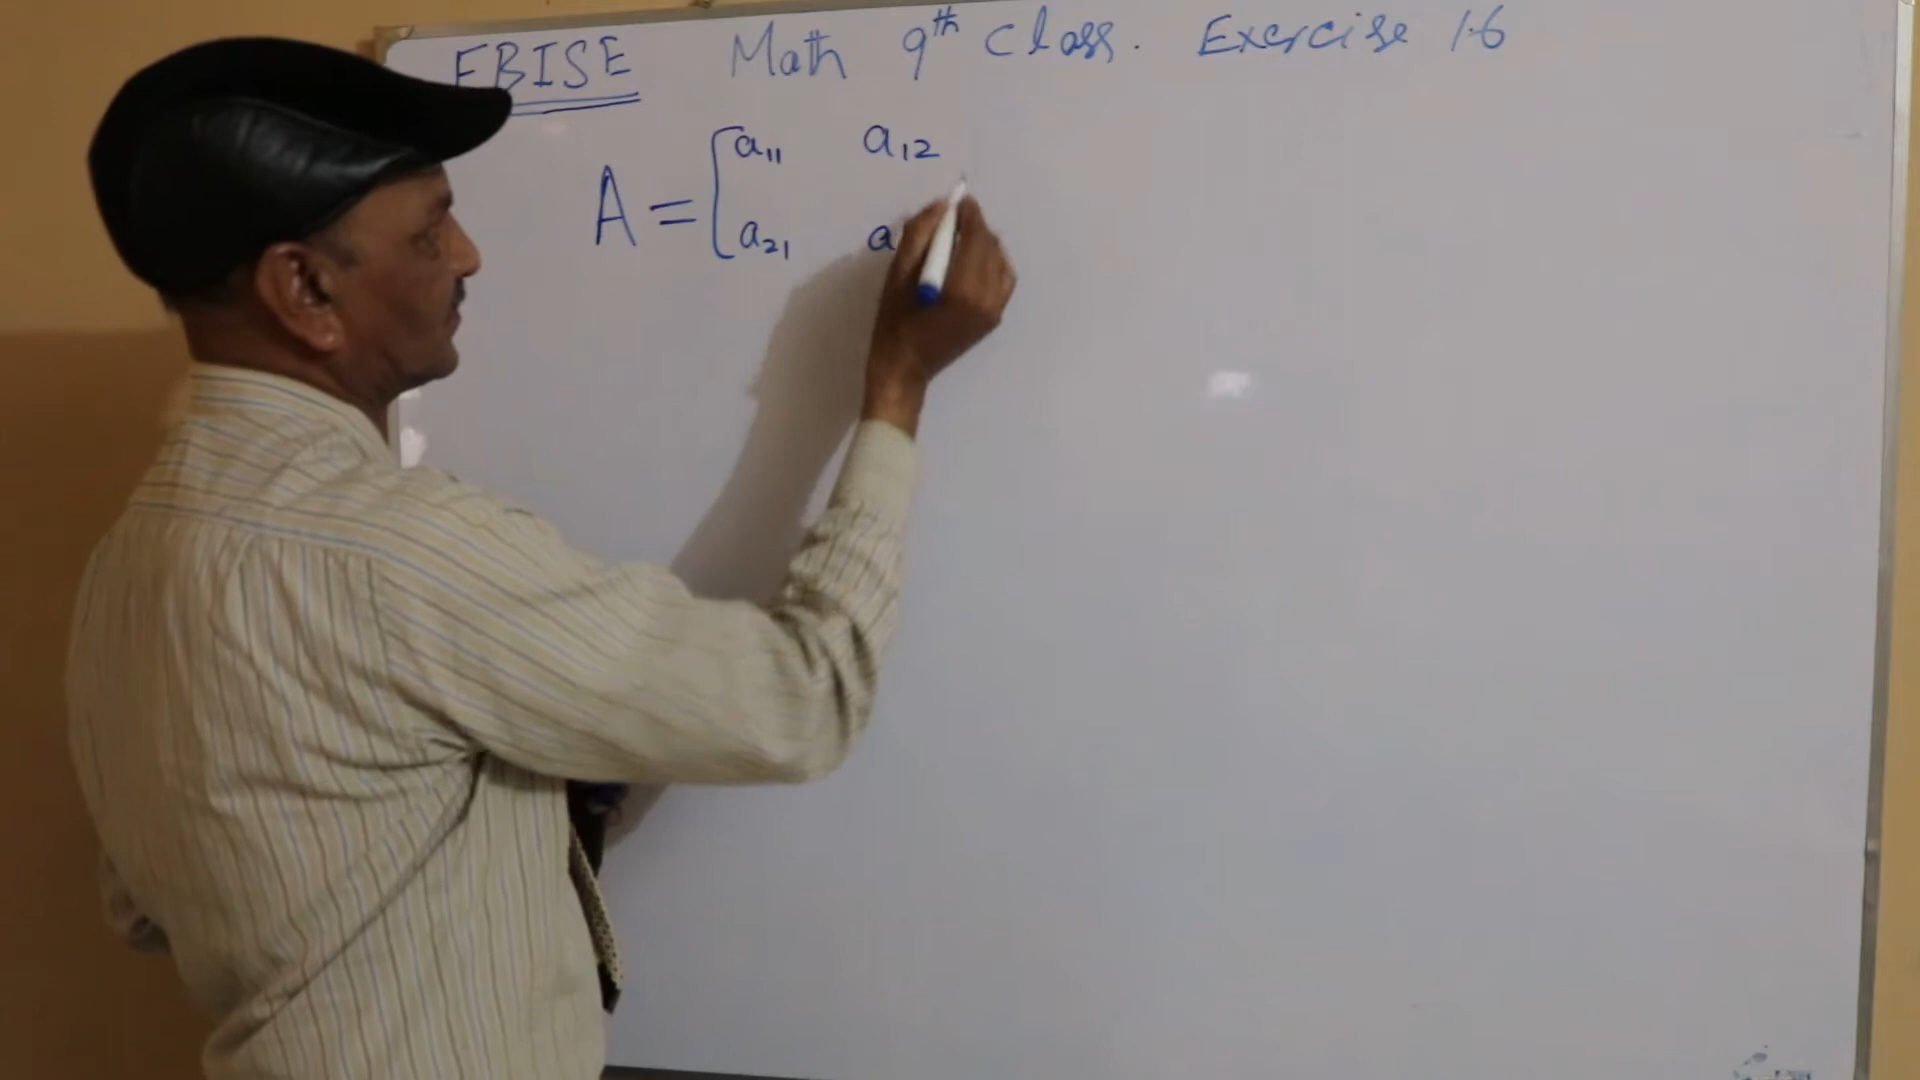 FBISE Math 9th Class. Exercise 1.6
A = [ a11 a12
a21 a